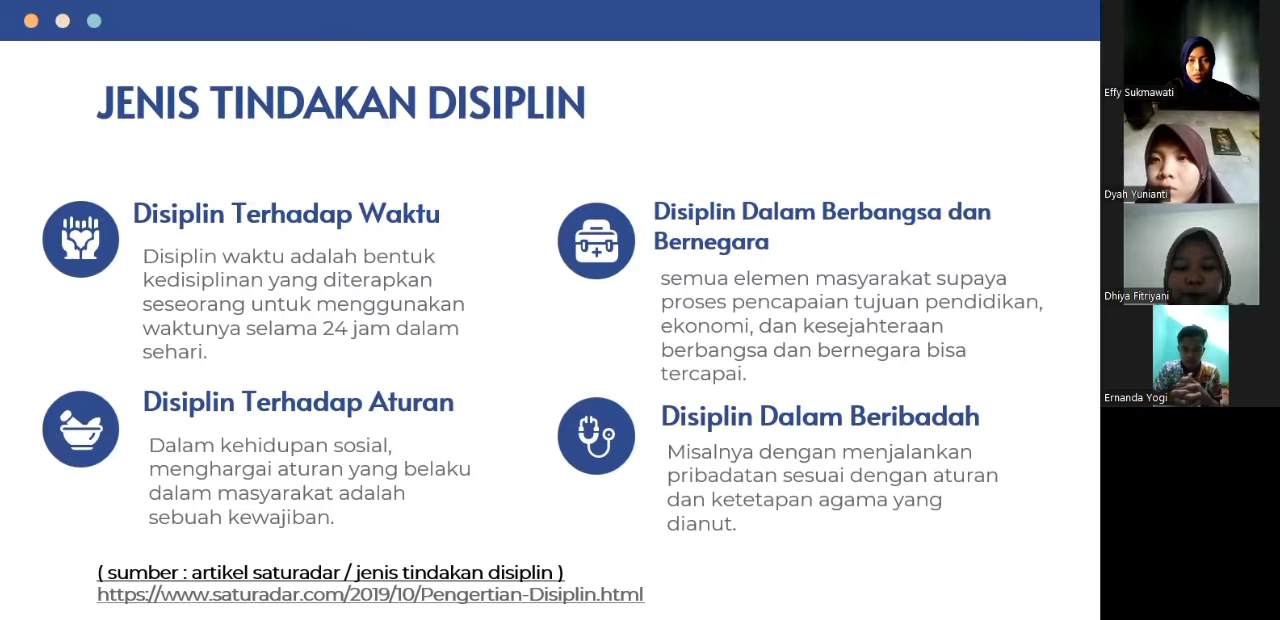 JENIS TINDAKAN DISIPLIN
Disiplin Terhadap Waktu
Disiplin waktu adalah bentuk
kedisiplinan yang diterapkan
seseorang untuk menggunakan
waktunya selama 24 jam dalam
sehari.
Disiplin Terhadap Aturan
Dalam kehidupan sosial,
menghargai aturan yang belaku
dalam masyarakat adalah
sebuah kewajiban.
Disiplin Dalam Berbangsa dan
Bernegara
semua elemen masyarakat supaya
proses pencapaian tujuan pendidikan,
ekonomi, dan kesejahteraan
berbangsa dan bernegara bisa
tercapai.
Disiplin Dalam Beribadah
Misalnya dengan menjalankan
pribadatan sesuai dengan aturan
dan ketetapan agama yang
dianut.
( sumber : artikel saturadar / jenis tindakan disiplin )
https://www.saturadar.com/2019/10/Pengertian-Disiplin.html
Effy Sukmawati
Dyah Yunianti
Dhiya Fitriyani
Ernanda Yogi